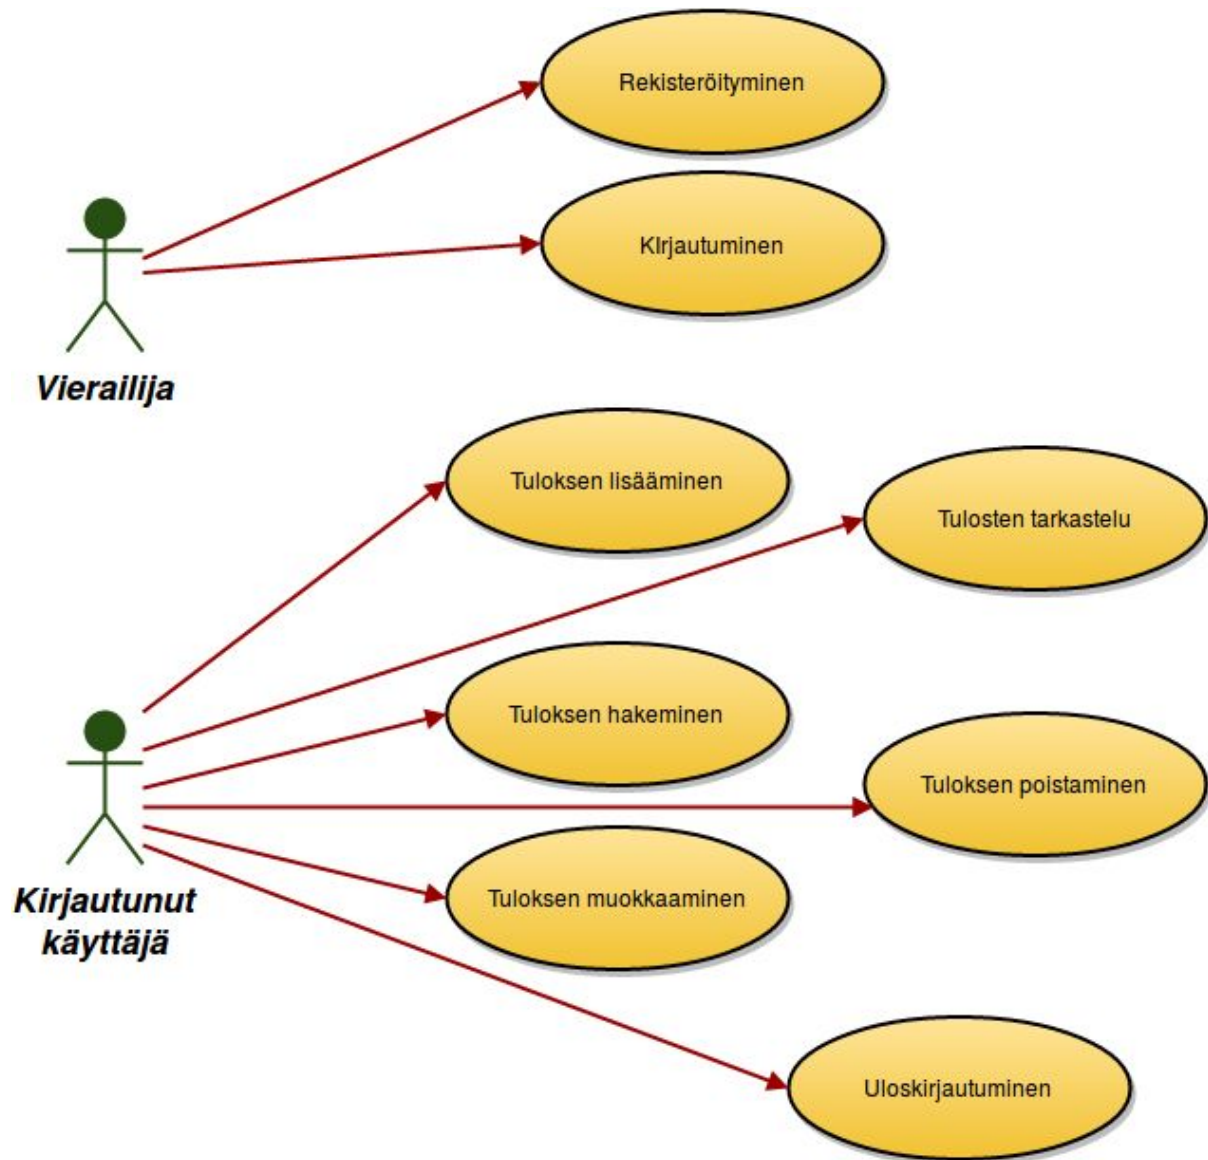 Rekisteröityminen
KIrjautuminen
Vierailija
Tuloksen lisääminen
Tulosten tarkastelu
Tuloksen hakeminen
Tuloksen poistaminen
Tuloksen muokkaaminen
Kirjautunut
käyttäjä
Uloskirjautuminen